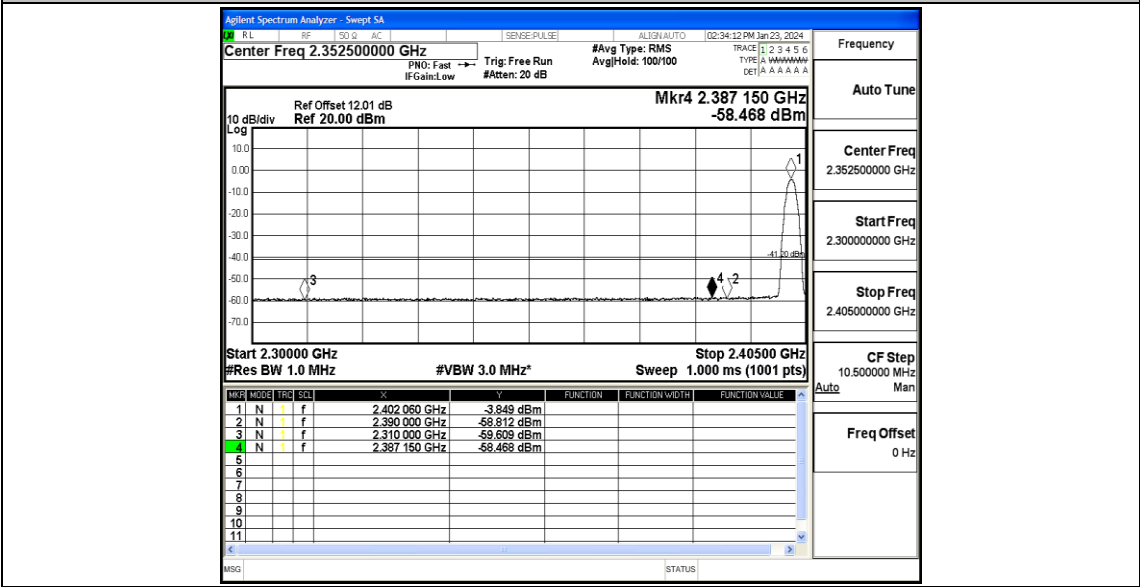 Agilent Spectrum Analyzer - Swept SA
RL RF 50 Ω AC SENSE:PULSE ALIGN AUTO 02:34:12 PM Jan 23, 2024
Center Freq 2.352500000 GHz
PNO: Fast
IFGain:Low
Trig: Free Run
#Atten: 20 dB
#Avg Type: RMS
Avg|Hold: 100/100
TRACE 1 2 3 4 5 6
TYPE A WWWWW
DET A A A A A A
Mkr4 2.387 150 GHz
-58.468 dBm
Ref Offset 12.01 dB
10 dB/div Ref 20.00 dBm
Log
10.0
0.00
-10.0
-20.0
-30.0
-40.0
-50.0
-60.0
-70.0
1
-41.20 dBm
3
4
2
Start 2.30000 GHz Stop 2.40500 GHz
#Res BW 1.0 MHz #VBW 3.0 MHz* Sweep 1.000 ms (1001 pts)
MKR MODE TRC SCL X Y FUNCTION FUNCTION WIDTH FUNCTION VALUE
1 N 1 f 2.402 060 GHz -3.849 dBm
2 N 1 f 2.390 000 GHz -58.812 dBm
3 N 1 f 2.310 000 GHz -59.609 dBm
4 N 1 f 2.387 150 GHz -58.468 dBm
5
6
7
8
9
10
11
MSG STATUS
Frequency
Auto Tune
Center Freq
2.352500000 GHz
Start Freq
2.300000000 GHz
Stop Freq
2.405000000 GHz
CF Step
10.500000 MHz
Auto Man
Freq Offset
0 Hz